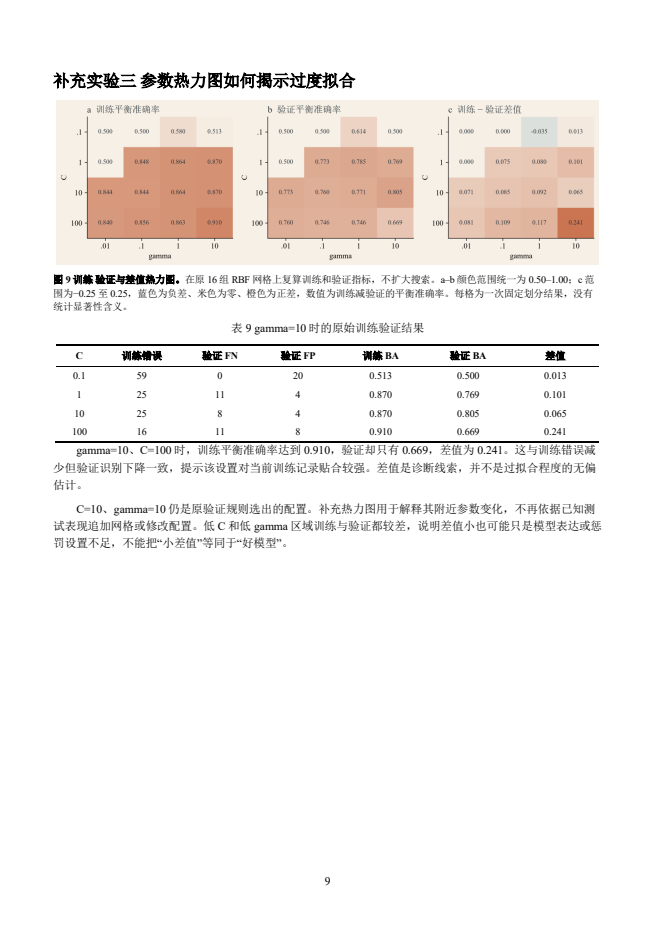 补充实验三 参数热力图如何揭示过度拟合
a 训练平衡准确率
.1 0.500 0.500 0.580 0.513
1 0.500 0.848 0.864 0.870
10 0.844 0.844 0.864 0.870
100 0.840 0.856 0.863 0.910
C
.01 .1 1 10
gamma
b 验证平衡准确率
.1 0.500 0.500 0.614 0.500
1 0.500 0.773 0.785 0.769
10 0.773 0.760 0.771 0.805
100 0.760 0.746 0.746 0.669
C
.01 .1 1 10
gamma
c 训练 − 验证差值
.1 0.000 0.000 -0.035 0.013
1 0.000 0.075 0.080 0.101
10 0.071 0.085 0.092 0.065
100 0.081 0.109 0.117 0.241
C
.01 .1 1 10
gamma
图 9 训练 验证与差值热力图。在原 16 组 RBF 网格上复算训练和验证指标，不扩大搜索。a–b 颜色范围统一为 0.50–1.00；c 范
围为−0.25 至 0.25，蓝色为负差、米色为零、橙色为正差，数值为训练减验证的平衡准确率。每格为一次固定划分结果，没有
统计显著性含义。
表 9 gamma=10 时的原始训练验证结果
C 训练错误 验证 FN 验证 FP 训练 BA 验证 BA 差值
0.1 59 0 20 0.513 0.500 0.013
1 25 11 4 0.870 0.769 0.101
10 25 8 4 0.870 0.805 0.065
100 16 11 8 0.910 0.669 0.241
gamma=10、C=100 时，训练平衡准确率达到 0.910，验证却只有 0.669，差值为 0.241。这与训练错误减
少但验证识别下降一致，提示该设置对当前训练记录贴合较强。差值是诊断线索，并不是过拟合程度的无偏
估计。
C=10、gamma=10 仍是原验证规则选出的配置。补充热力图用于解释其附近参数变化，不再依据已知测
试表现追加网格或修改配置。低 C 和低 gamma 区域训练与验证都较差，说明差值小也可能只是模型表达或惩
罚设置不足，不能把“小差值”等同于“好模型”。
9